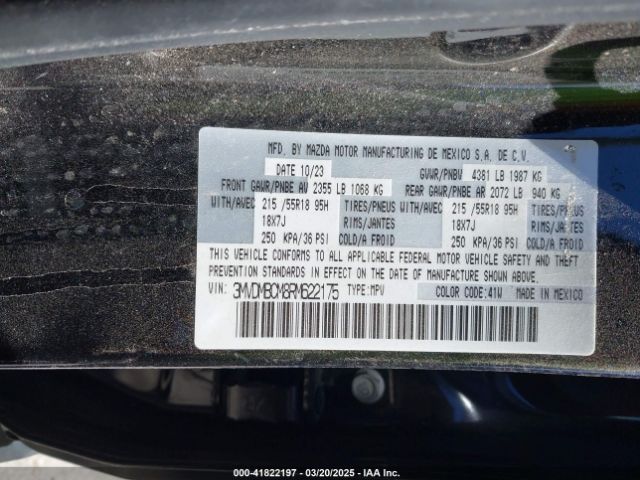 MFD. BY MAZDA MOTOR MANUFACTURING DE MEXICO S.A. DE C.V.
DATE 10/23 GVWR/PNBV 4381 LB 1987 KG
FRONT GAWR/PNBE AV 2355 LB 1068 KG REAR GAWR/PNBE AR 2072 LB 940 KG
WITH/AVEC 215 /55R18 95H TIRES/PNEUS WITH/AVEC 215 /55R18 95H TIRES/PNEUS
18X7J RIMS/JANTES 18X7J RIMS/JANTES
250 KPA/36 PSI COLD/A FROID 250 KPA/36 PSI COLD/A FROID
THIS VEHICLE CONFORMS TO ALL APPLICABLE FEDERAL MOTOR VEHICLE SAFETY AND THEFT
PREVENTION STANDARDS IN EFFECT ON THE DATE OF MANUFACTURE SHOWN ABOVE.
VIN: 3MVDMBCM8RM622175 TYPE:MPV COLOR CODE:41W MADE IN MEXICO
000-41822197 - 03/20/2025 - IAA Inc.